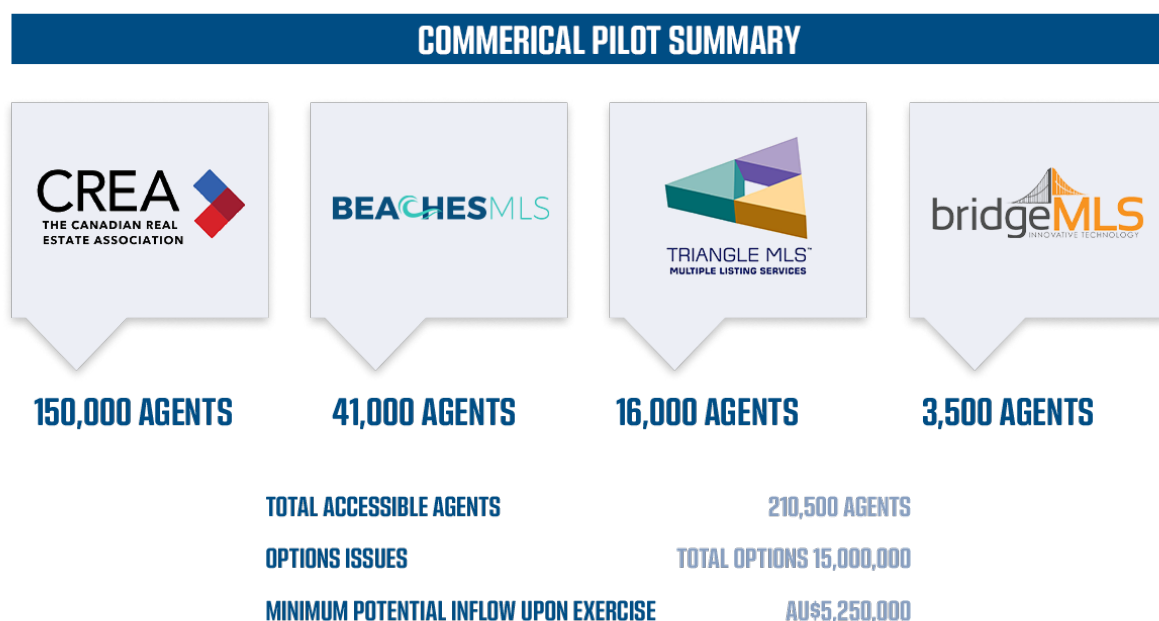 COMMERICAL PILOT SUMMARY
CREA
THE CANADIAN REAL
ESTATE ASSOCIATION
BEACHESMLS
TRIANGLE MLS™
MULTIPLE LISTING SERVICES
bridgeMLS
INNOVATIVE TECHNOLOGY
150,000 AGENTS
41,000 AGENTS
16,000 AGENTS
3,500 AGENTS
TOTAL ACCESSIBLE AGENTS 210,500 AGENTS
OPTIONS ISSUES TOTAL OPTIONS 15,000,000
MINIMUM POTENTIAL INFLOW UPON EXERCISE AU$5,250,000